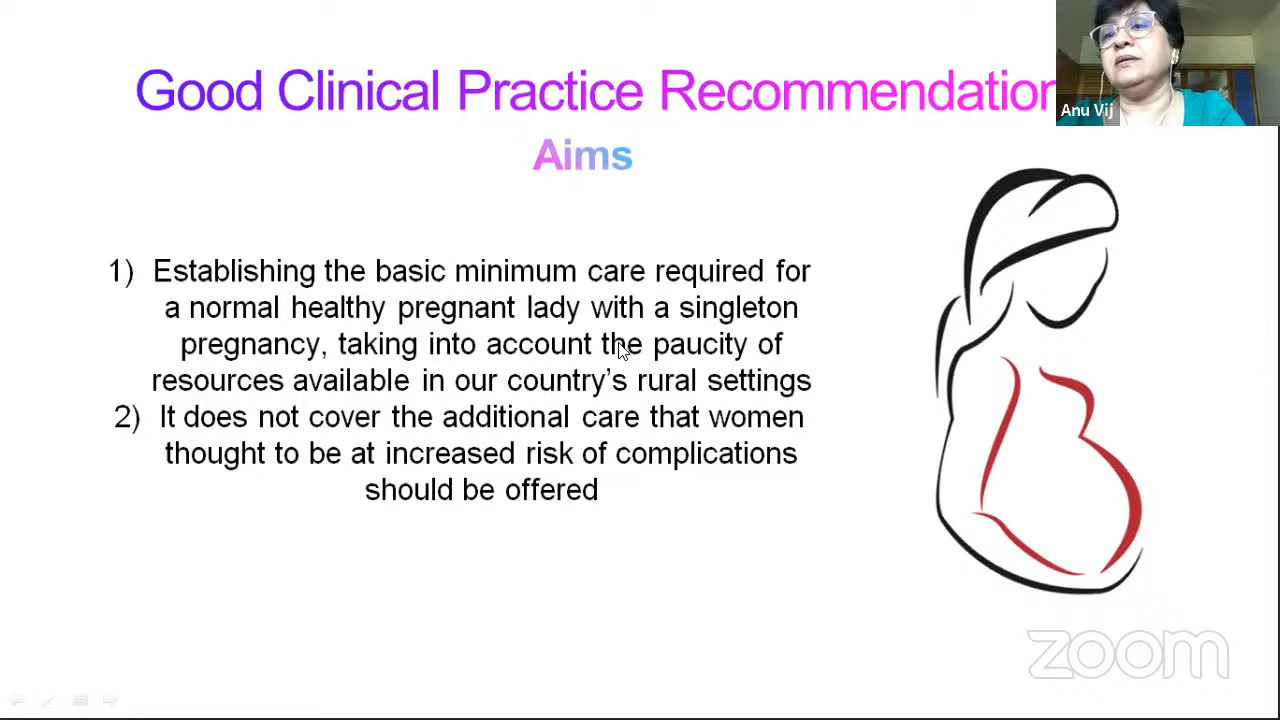 Good Clinical Practice Recommendation
Anu Vij
Aims
1) Establishing the basic minimum care required for
a normal healthy pregnant lady with a singleton
pregnancy, taking into account the paucity of
resources available in our country's rural settings
2) It does not cover the additional care that women
thought to be at increased risk of complications
should be offered
zoom